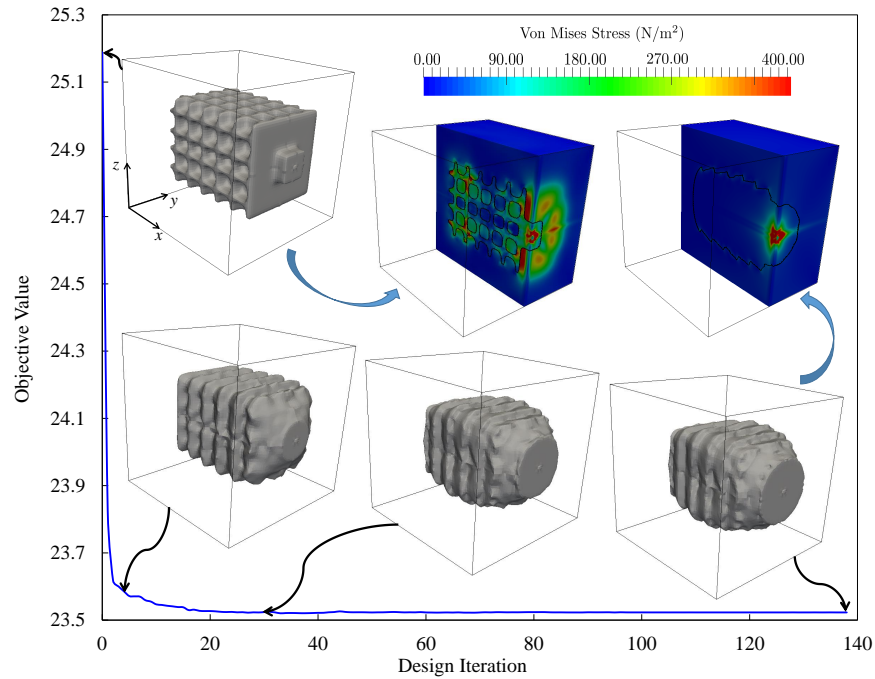 Von Mises Stress (N/m²)
0.00 90.00 180.00 270.00 400.00
25.3
25.1
24.9
24.7
24.5
24.3
24.1
23.9
23.7
23.5
Objective Value
z
y
x
0 20 40 60 80 100 120 140
Design Iteration